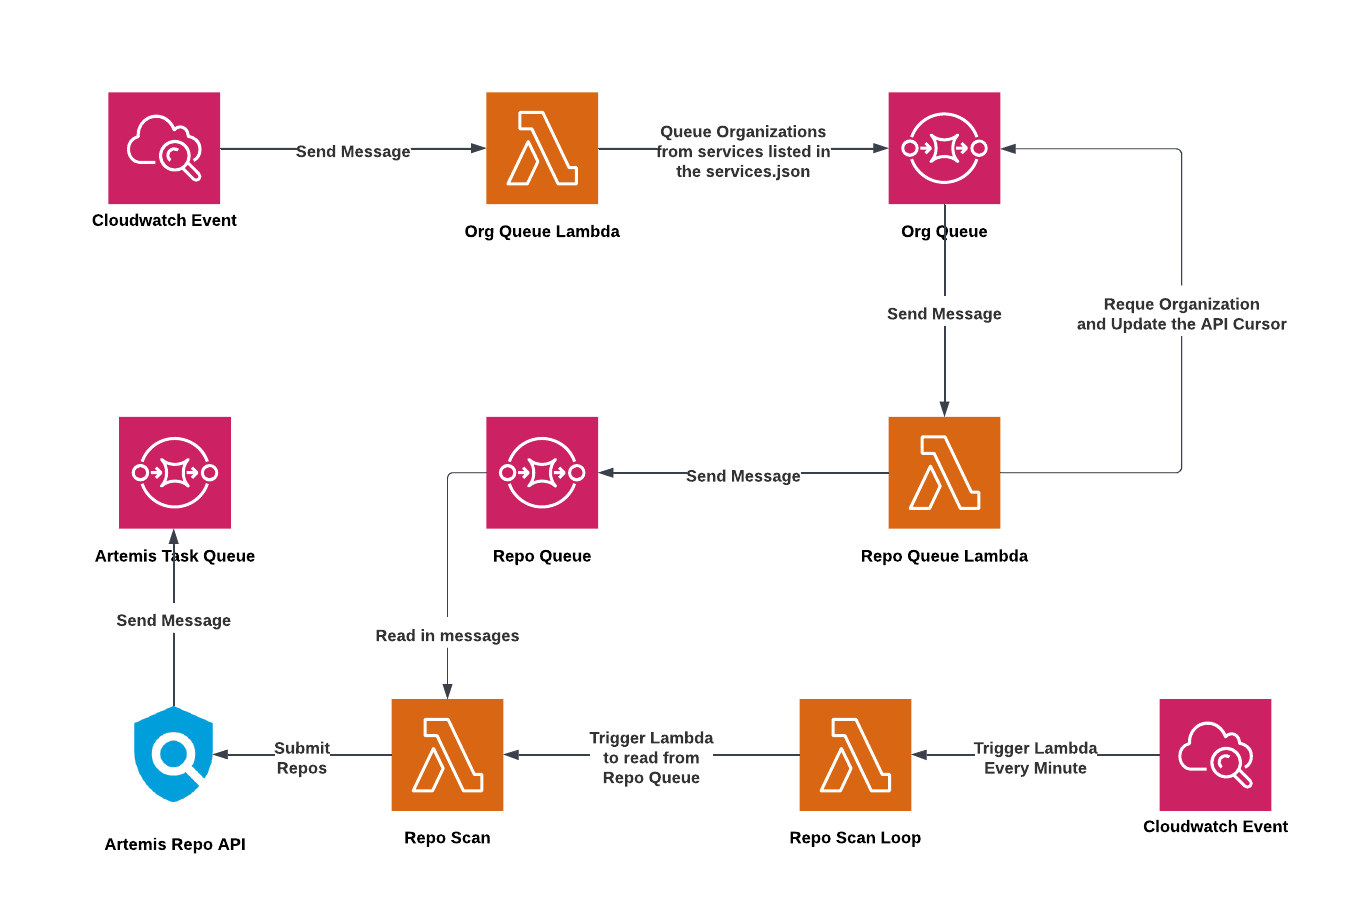 Send Message
Queue Organizations
from services listed in
the services.json
Cloudwatch Event
Org Queue Lambda
Org Queue
Send Message
Reque Organization
and Update the API Cursor
Send Message
Artemis Task Queue
Repo Queue
Repo Queue Lambda
Send Message
Read in messages
Submit
Repos
Trigger Lambda
to read from
Repo Queue
Trigger Lambda
Every Minute
Artemis Repo API
Repo Scan
Repo Scan Loop
Cloudwatch Event